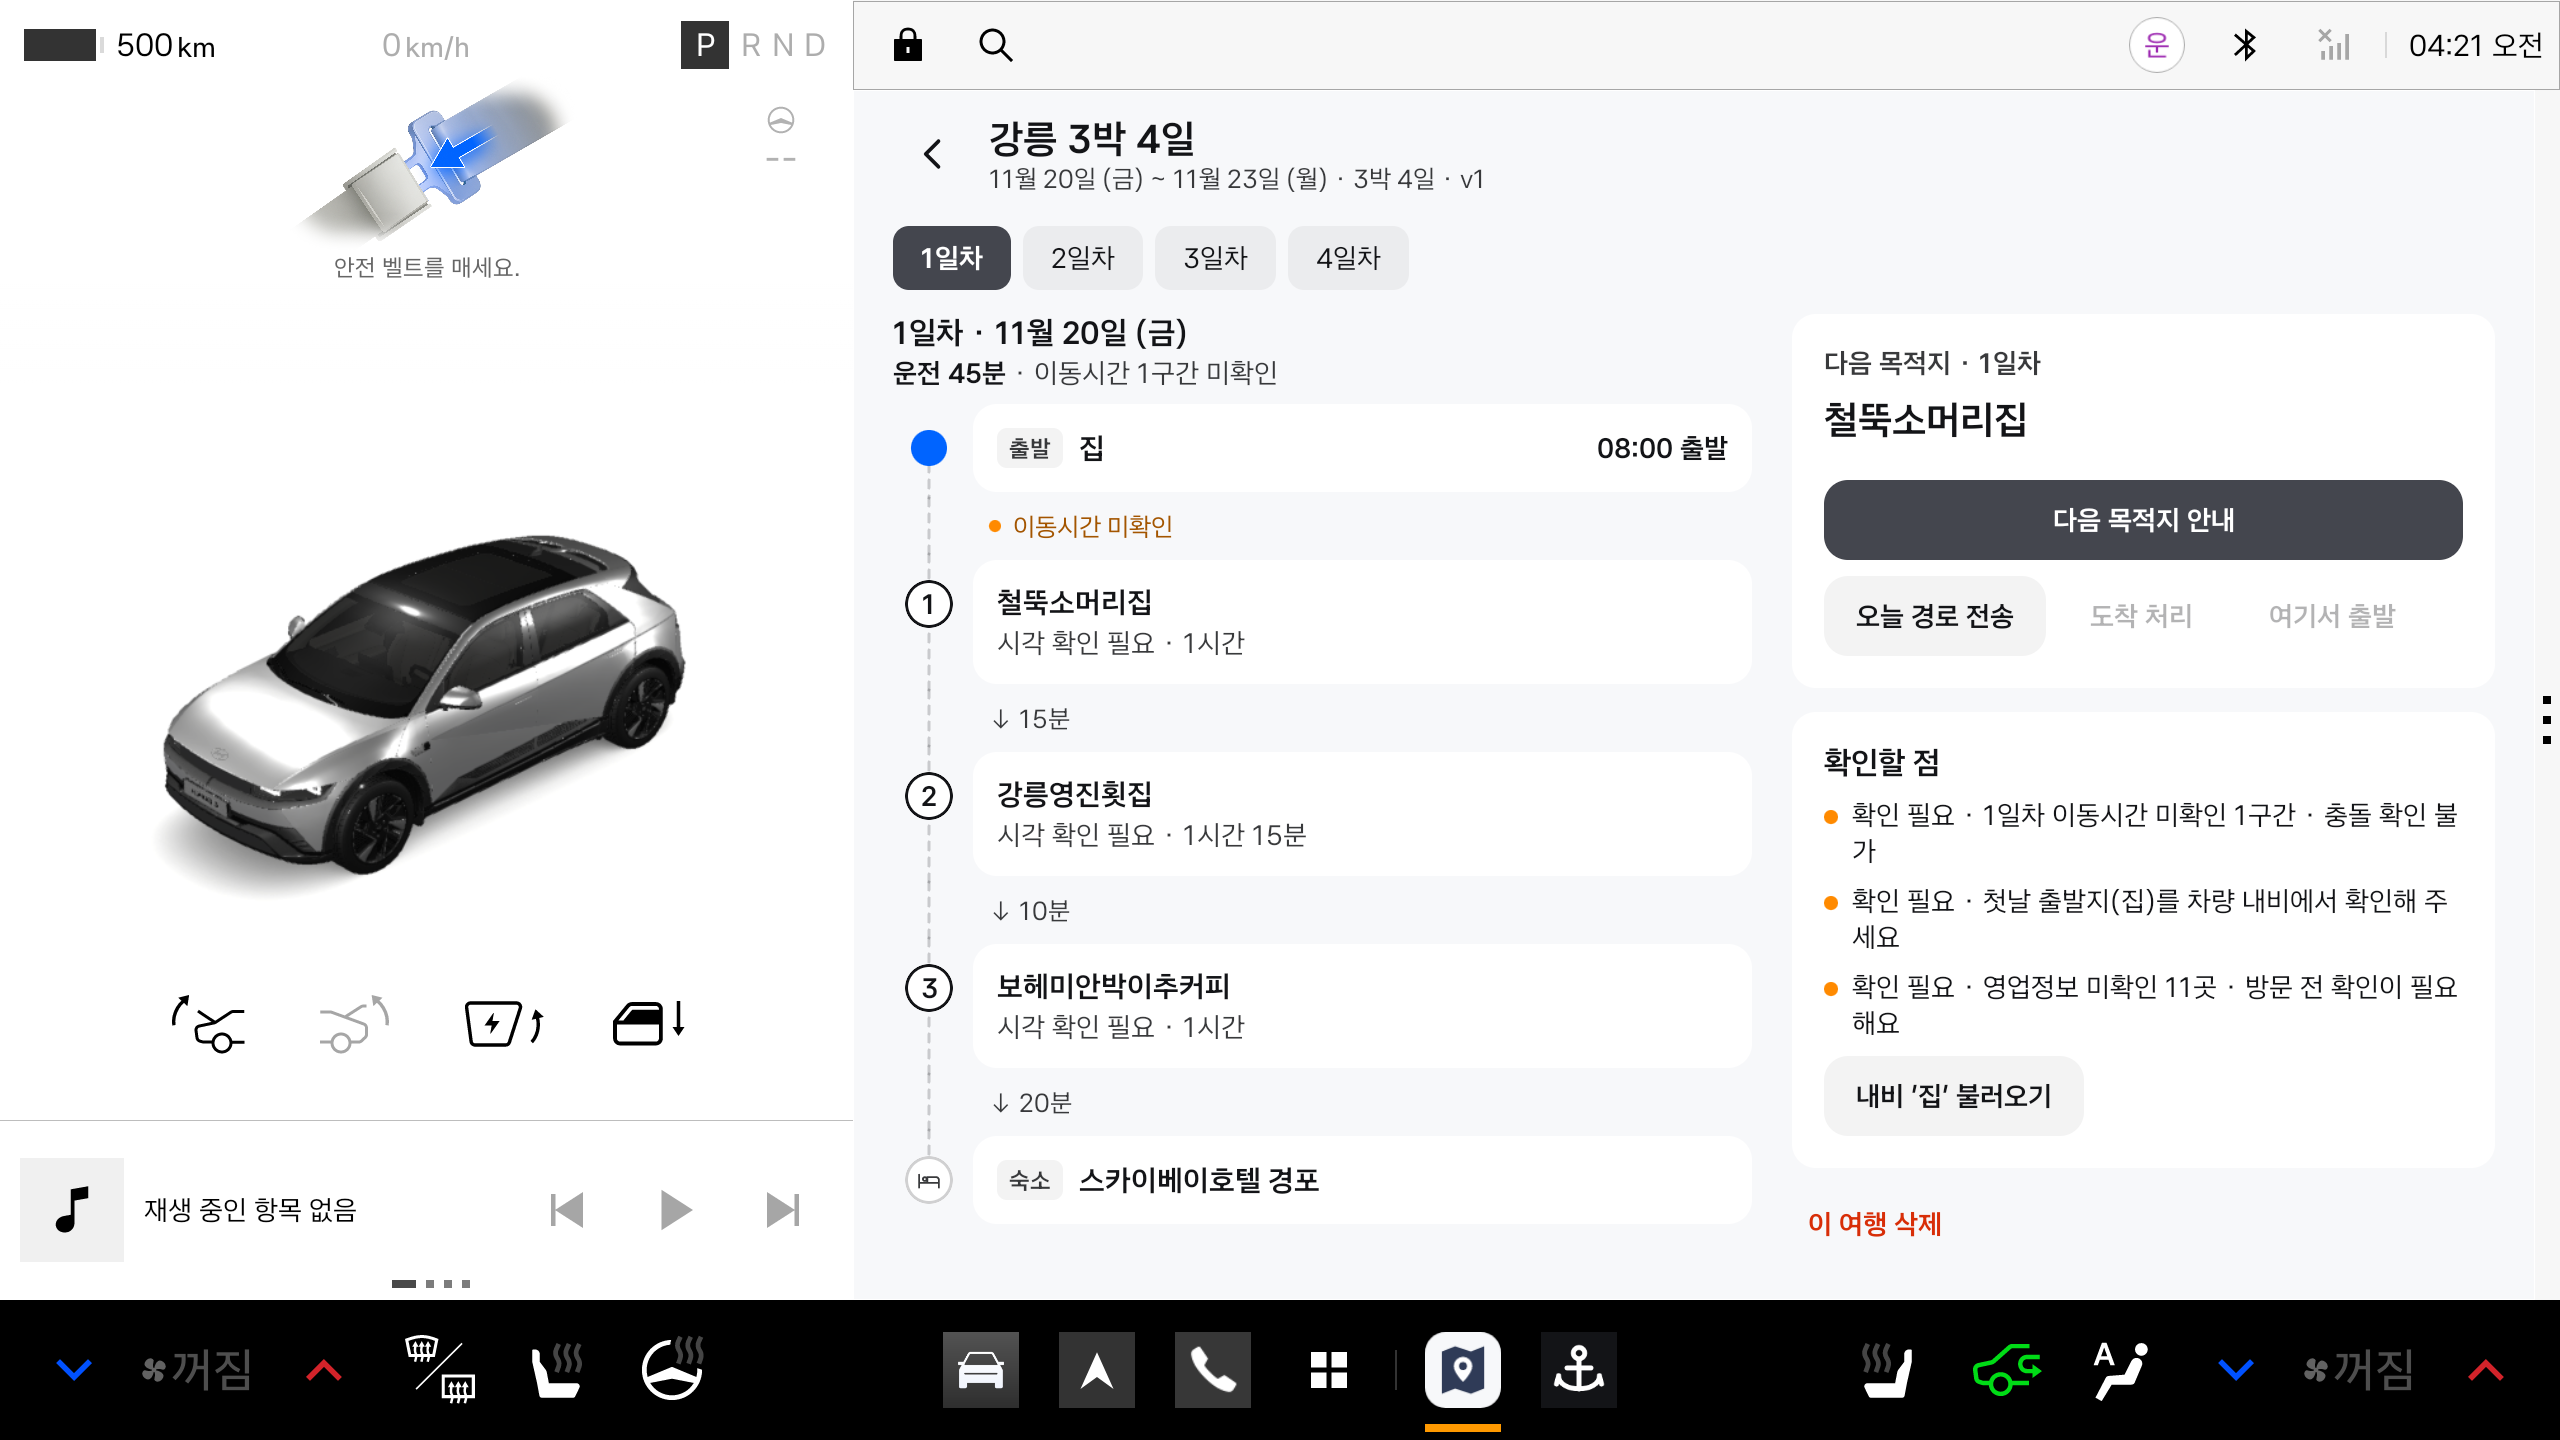 500 km
0 km/h
P R N D
운
04:21 오전
안전 벨트를 매세요.
강릉 3박 4일
11월 20일 (금) ~ 11월 23일 (월) · 3박 4일 · v1
1일차
2일차
3일차
4일차
1일차 · 11월 20일 (금)
운전 45분 · 이동시간 1구간 미확인
출발 집 08:00 출발
이동시간 미확인
1 철뚝소머리집
시각 확인 필요 · 1시간
↓ 15분
2 강릉영진횟집
시각 확인 필요 · 1시간 15분
↓ 10분
3 보헤미안박이추커피
시각 확인 필요 · 1시간
↓ 20분
숙소 스카이베이호텔 경포
다음 목적지 · 1일차
철뚝소머리집
다음 목적지 안내
오늘 경로 전송
도착 처리
여기서 출발
확인할 점
확인 필요 · 1일차 이동시간 미확인 1구간 · 충돌 확인 불
가
확인 필요 · 첫날 출발지(집)를 차량 내비에서 확인해 주
세요
확인 필요 · 영업정보 미확인 11곳 · 방문 전 확인이 필요
해요
내비 '집' 불러오기
이 여행 삭제
재생 중인 항목 없음
꺼짐
A
꺼짐